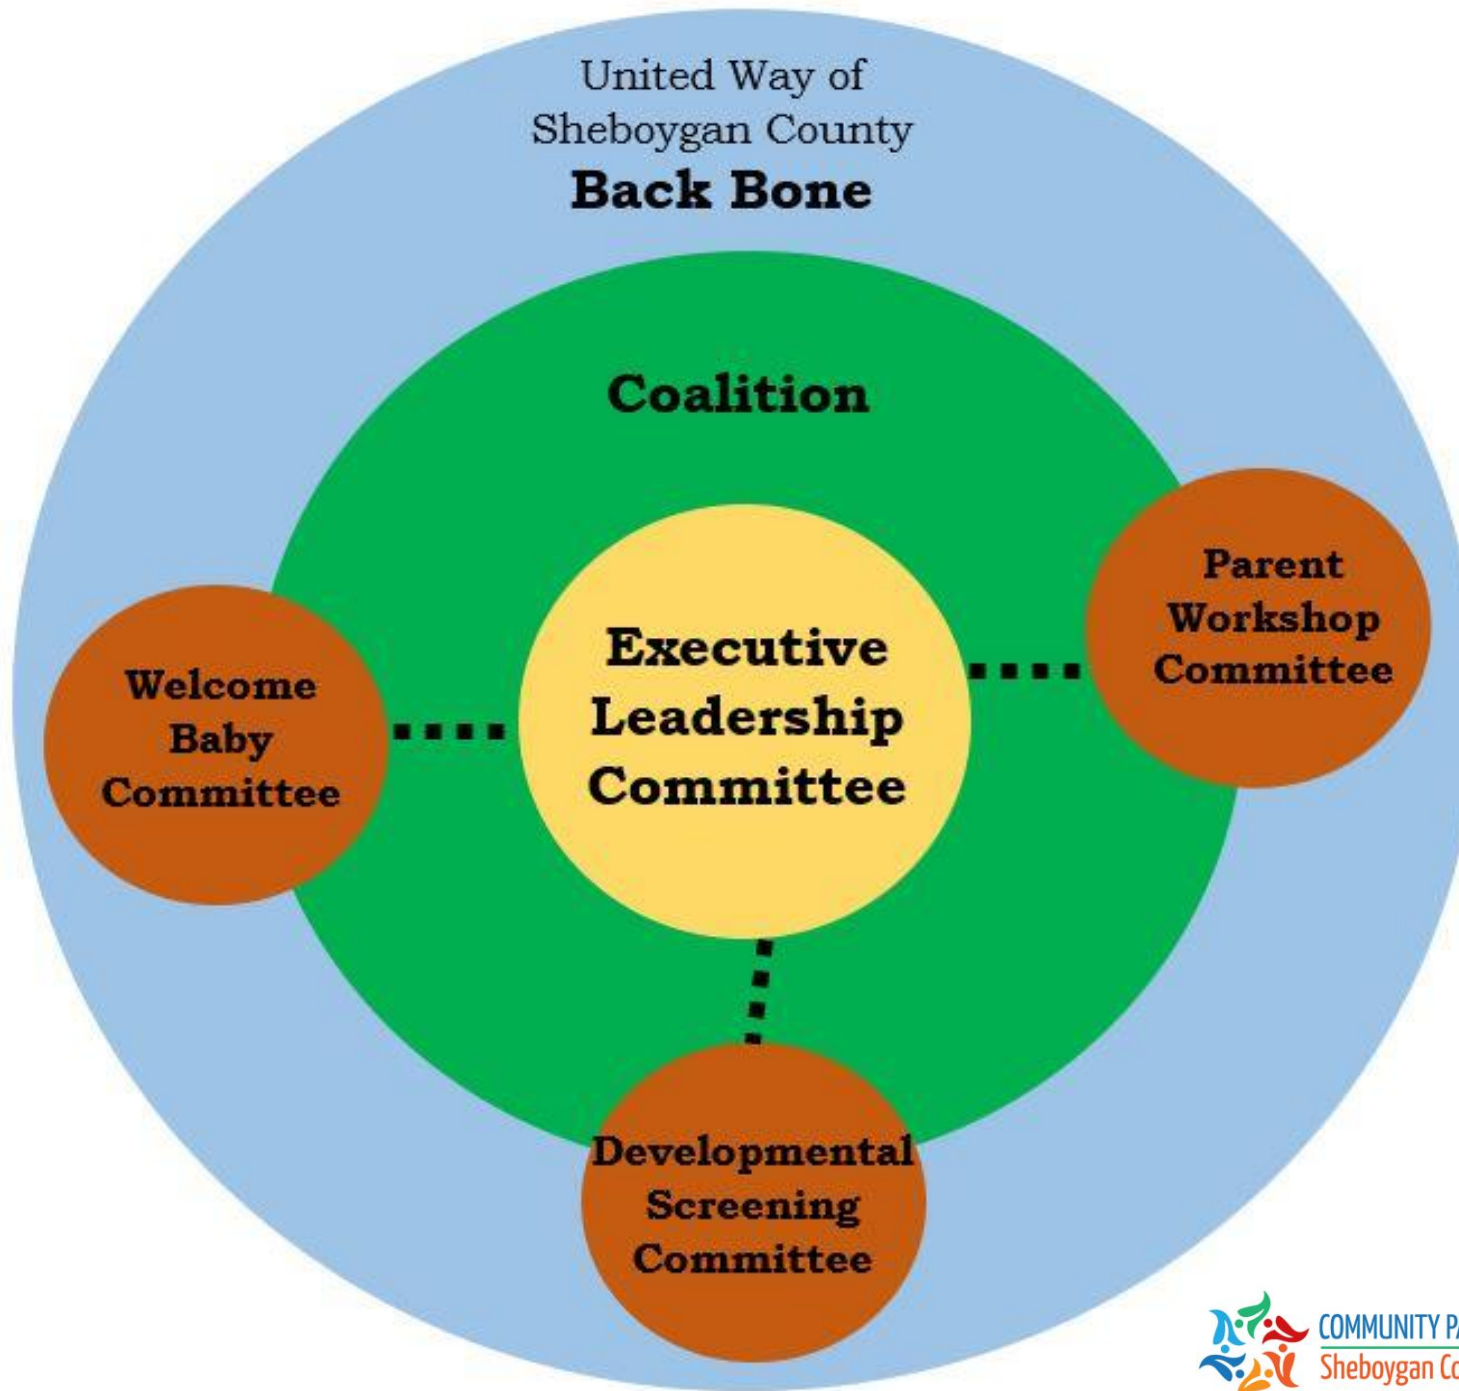 United Way of
Sheboygan County
Back Bone
Coalition
Executive
Leadership
Committee
Parent
Workshop
Committee
Welcome
Baby
Committee
Developmental
Screening
Committee
COMMUNITY
Sheboygan